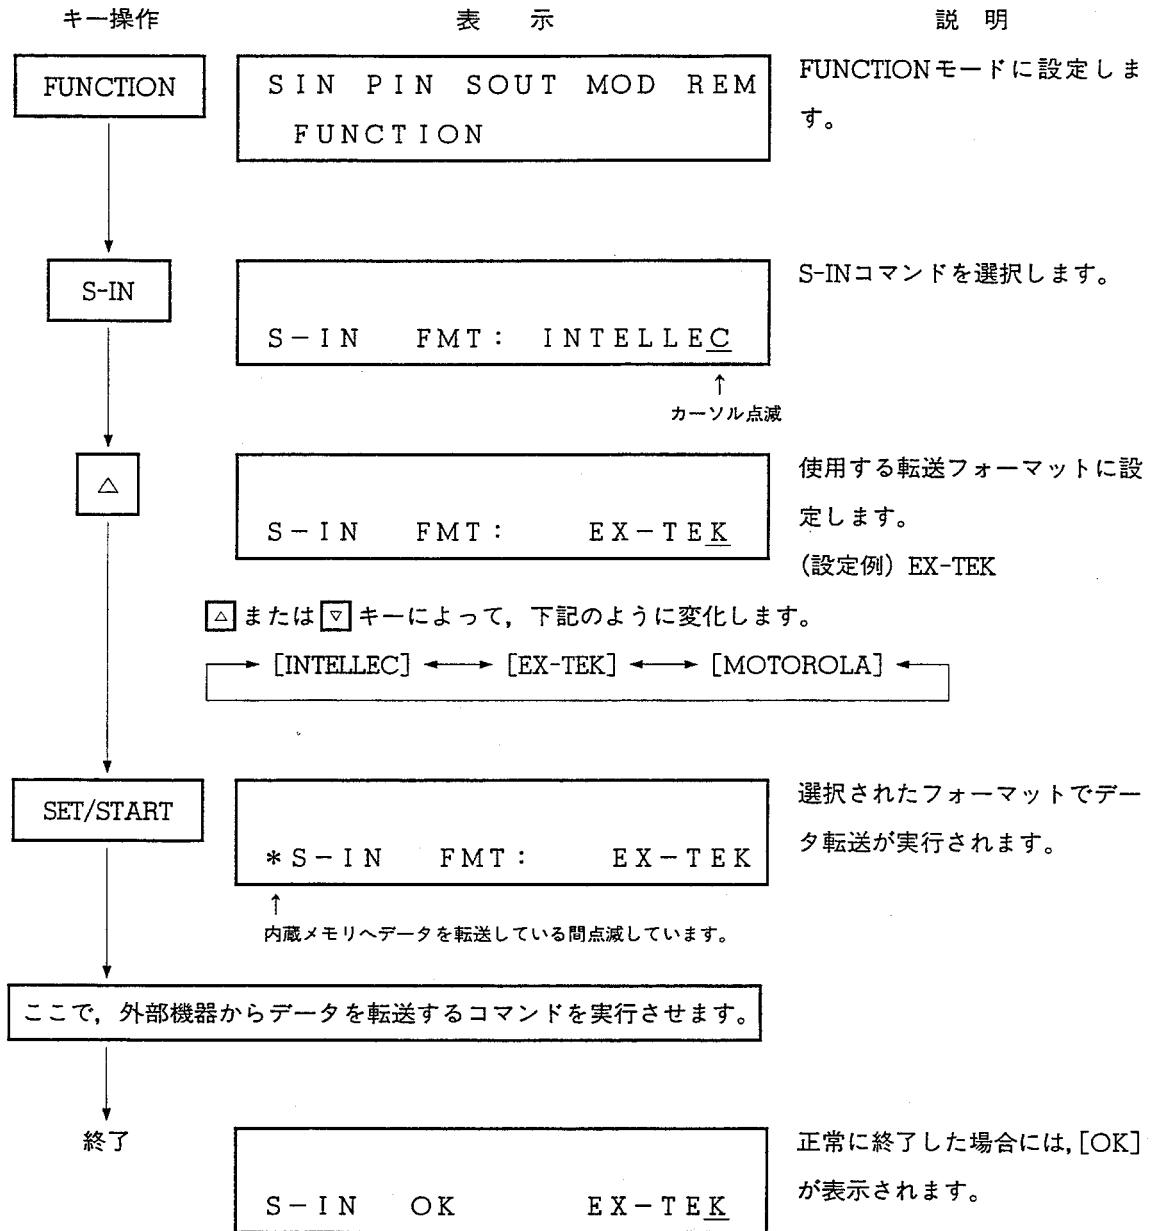 キー操作 表 示 説 明
FUNCTION
SIN PIN SOUT MOD REM
FUNCTION
FUNCTIONモードに設定しま
す。
S-IN
S-IN FMT: INTELLEC
↑
カーソル点滅
S-INコマンドを選択します。
△
S-IN FMT: EX-TEK
使用する転送フォーマットに設
定します。
(設定例) EX-TEK
△または▽キーによって,下記のように変化します。
[INTELLEC] ←→ [EX-TEK] ←→ [MOTOROLA]
SET/START
*S-IN FMT: EX-TEK
↑
内蔵メモリへデータを転送している間点滅しています。
選択されたフォーマットでデー
タ転送が実行されます。
ここで,外部機器からデータを転送するコマンドを実行させます。
終了
S-IN OK EX-TEK
正常に終了した場合には,[OK]
が表示されます。